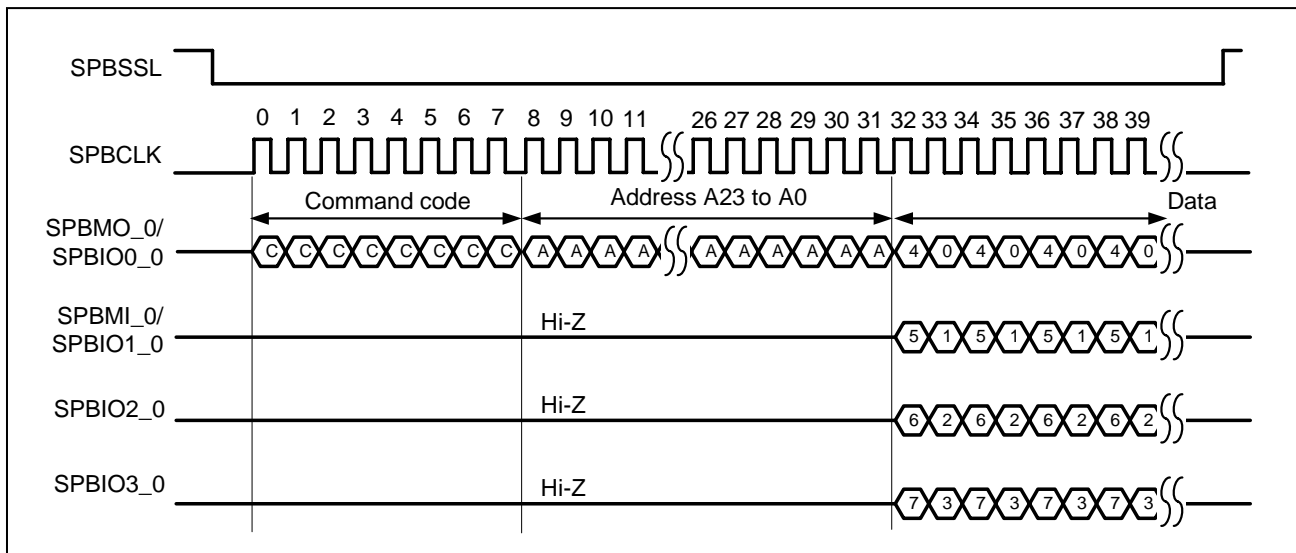 SPBSSL
0 1 2 3 4 5 6 7 8 9 10 11 26 27 28 29 30 31 32 33 34 35 36 37 38 39
SPBCLK
Command code Address A23 to A0 Data
SPBMO_0/
SPBIO0_0 C C C C C C C C A A A A A A A A A A 4 0 4 0 4 0 4 0
SPBMI_0/
SPBIO1_0 Hi-Z 5 1 5 1 5 1 5 1
SPBIO2_0 Hi-Z 6 2 6 2 6 2 6 2
SPBIO3_0 Hi-Z 7 3 7 3 7 3 7 3